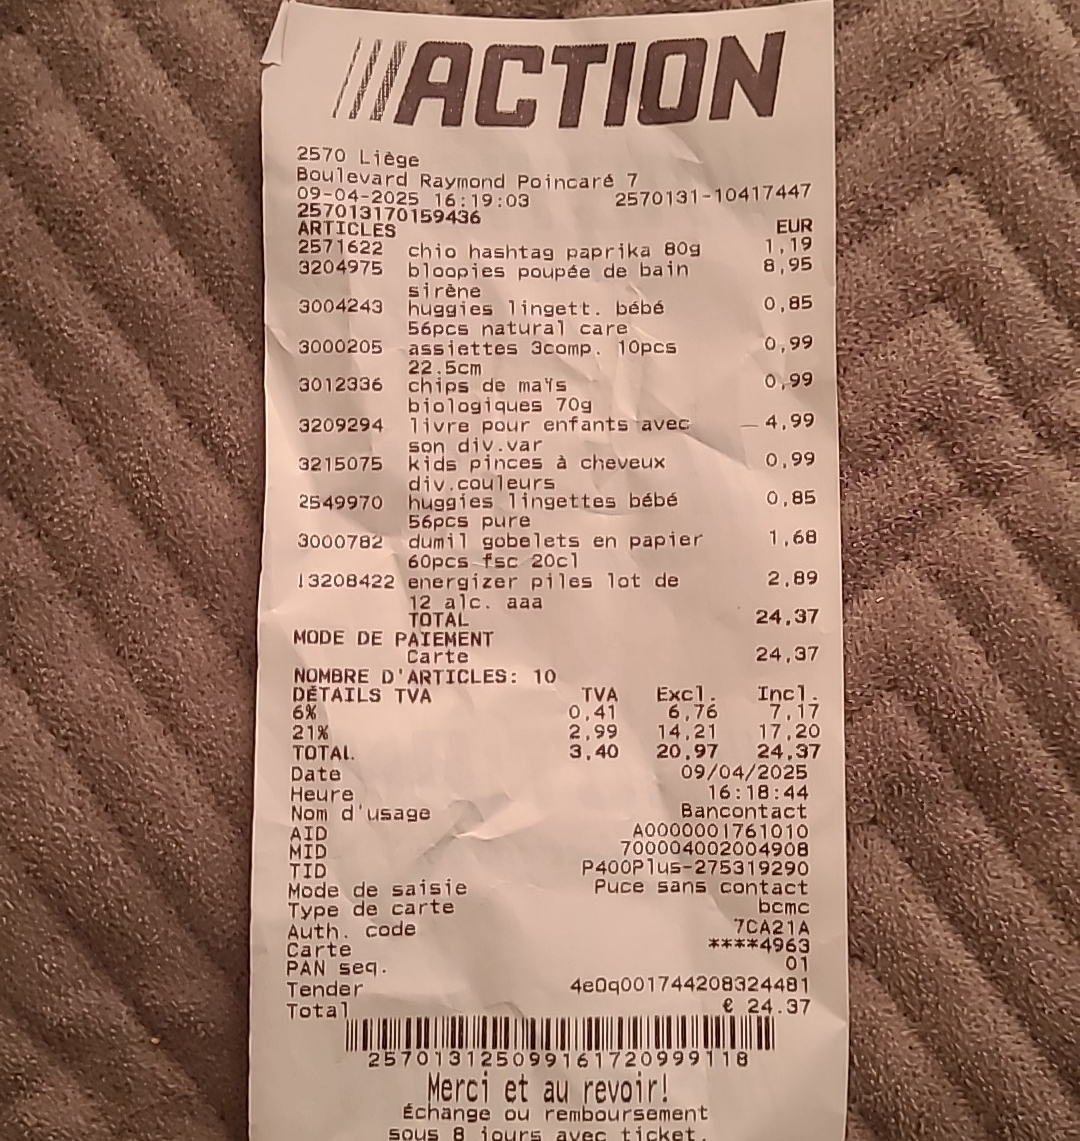 ACTION
2570 Liège
Boulevard Raymond Poincaré 7
09-04-2025 16:19:03 2570131-10417447
257013170159436
ARTICLES EUR
2571622 chio hashtag paprika 80g 1,19
3204975 bloopies poupée de bain 8,95
sirène
3004243 huggies lingett. bébé 0,85
56pcs natural care
3000205 assiettes 3comp. 10pcs 0,99
22.5cm
3012336 chips de maïs 0,99
biologiques 70g
3209294 livre pour enfants avec 4,99
son div.var
3215075 kids pinces à cheveux 0,99
div.couleurs
2549970 huggies lingettes bébé 0,85
56pcs pure
3000782 dumil gobelets en papier 1,68
60pcs fsc 20cl
13208422 energizer piles lot de 2,89
12 alc. aaa
TOTAL 24,37
MODE DE PAIEMENT
Carte 24,37
NOMBRE D'ARTICLES: 10
DÉTAILS TVA TVA Excl. Incl.
6% 0,41 6,76 7,17
21% 2,99 14,21 17,20
TOTAL 3,40 20,97 24,37
Date 09/04/2025
Heure 16:18:44
Nom d'usage Bancontact
AID A0000001761010
MID 700004002004908
TID P400Plus-275319290
Mode de saisie Puce sans contact
Type de carte bcmc
Auth. code 7CA21A
Carte ****4963
PAN seq. 01
Tender 4e0q001744208324481
Total € 24.37
257013125099161720999118
Merci et au revoir!
Échange ou remboursement
sous 8 jours avec ticket.